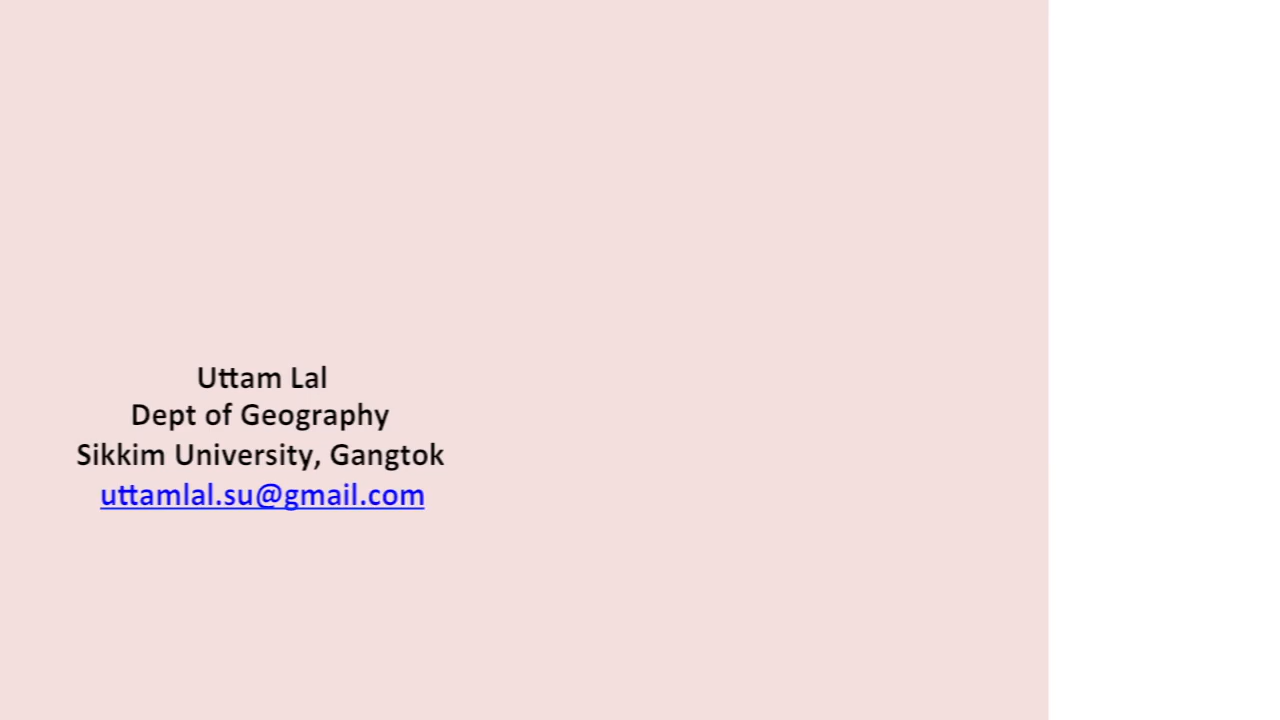 Uttam Lal
Dept of Geography
Sikkim University, Gangtok
uttamlal.su@gmail.com